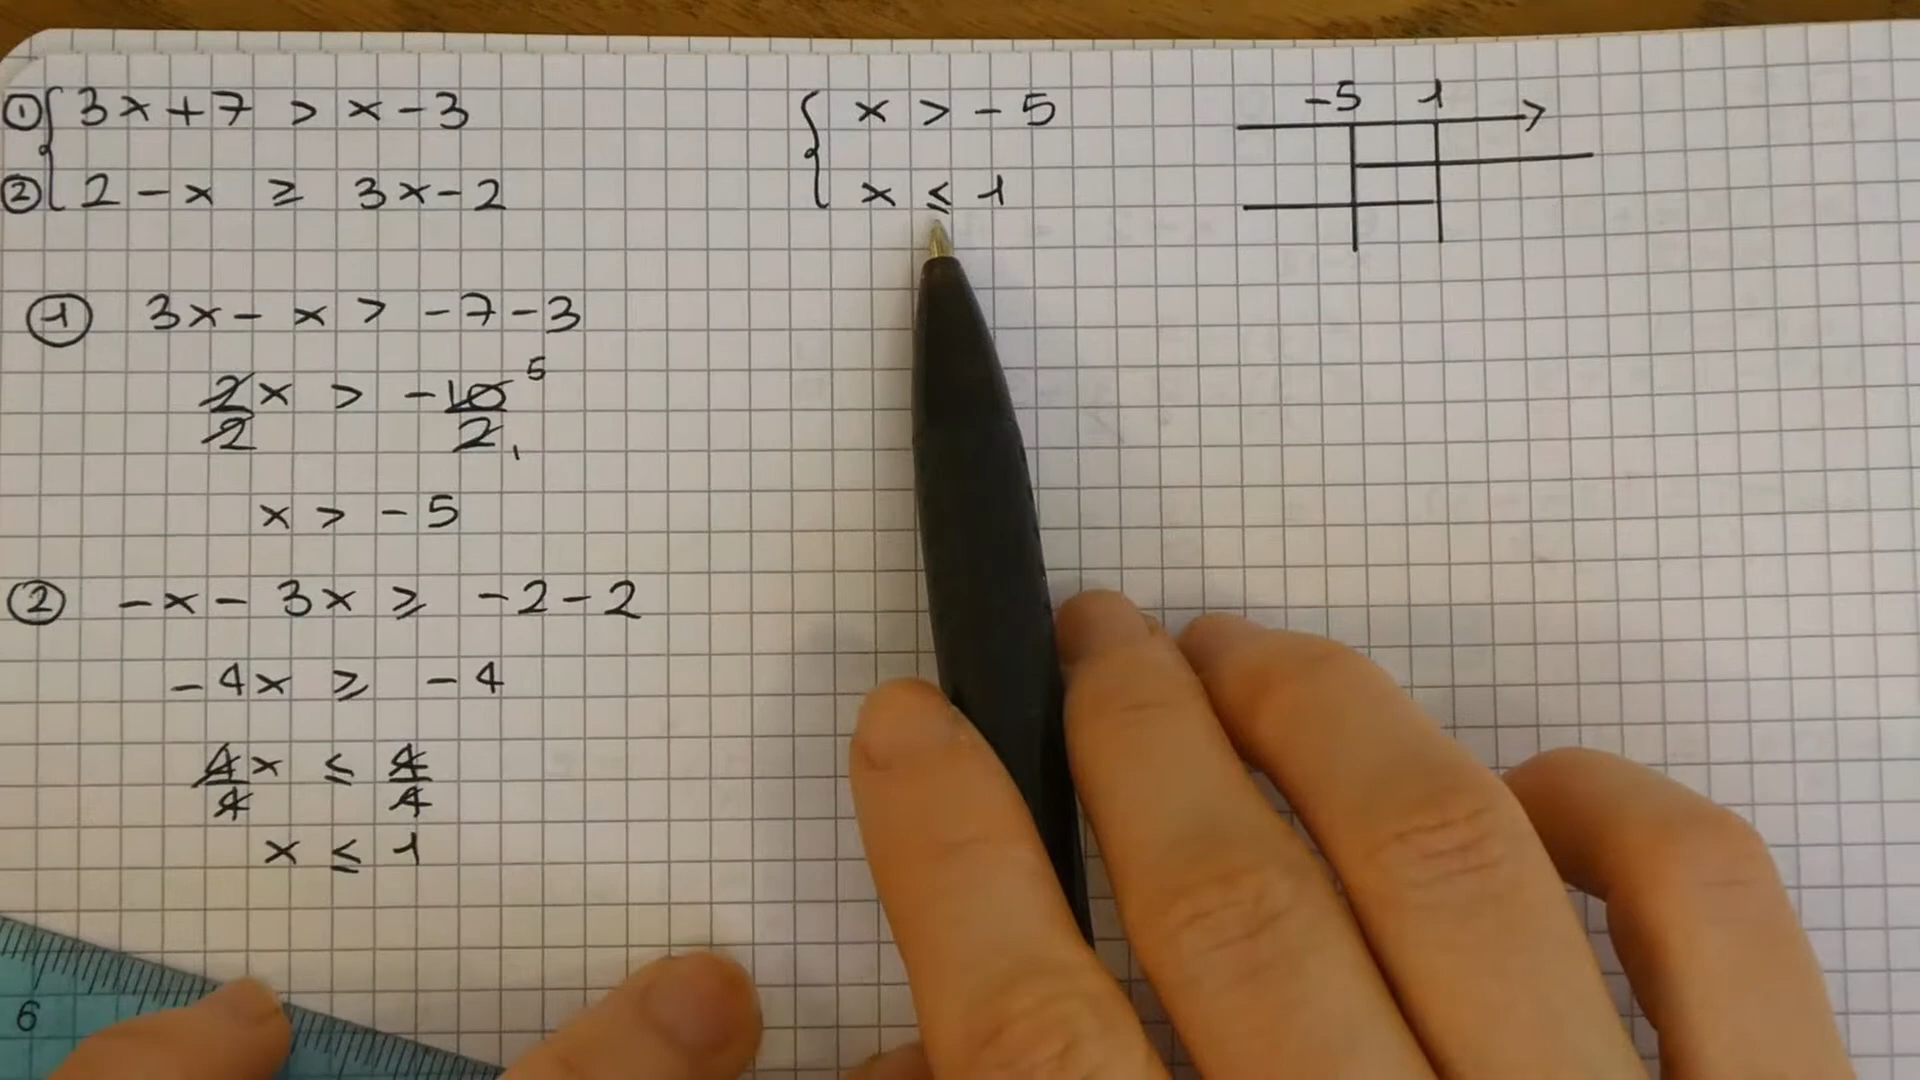 ① { 3x + 7 > x - 3
② 2 - x ≥ 3x - 2
① 3x - x > -7 - 3
2x > -10 5
2 2 1
x > -5
② -x - 3x ≥ -2 - 2
-4x ≥ -4
4x ≤ 4
4 4
x ≤ 1
{ x > -5
x ≤ 1
-5 1
6